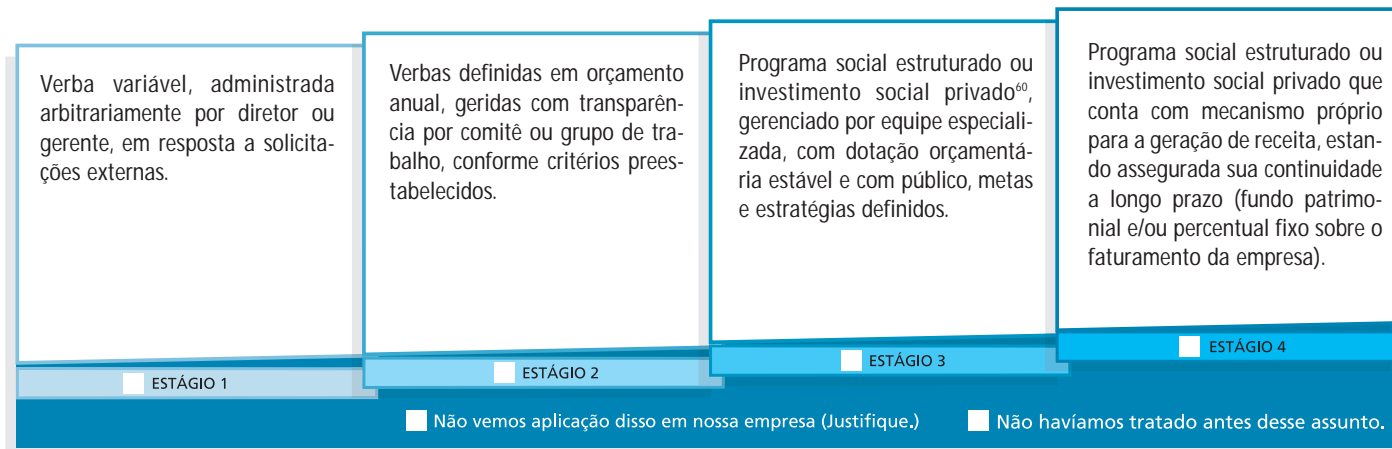 Verba variável, administrada
arbitrariamente por diretor ou
gerente, em resposta a solicita-
ções externas.
ESTÁGIO 1
Verbas definidas em orçamento
anual, geridas com transparên-
cia por comitê ou grupo de tra-
balho, conforme critérios prees-
tabelecidos.
ESTÁGIO 2
Programa social estruturado ou
investimento social privado60,
gerenciado por equipe especiali-
zada, com dotação orçamentá-
ria estável e com público, metas
e estratégias definidos.
ESTÁGIO 3
Programa social estruturado ou
investimento social privado que
conta com mecanismo próprio
para a geração de receita, estan-
do assegurada sua continuidade
a longo prazo (fundo patrimo-
nial e/ou percentual fixo sobre o
faturamento da empresa).
ESTÁGIO 4
Não vemos aplicação disso em nossa empresa (Justifique.)
Não havíamos tratado antes desse assunto.